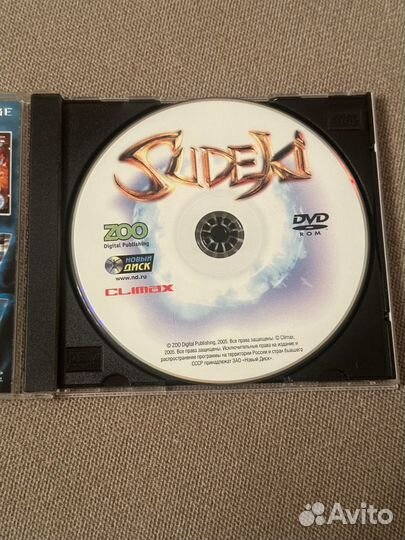 SUDEKI
ZOO
Digital Publishing
DVD
ROM
НОВЫЙ
ДИСК
www.nd.ru
CLIMAX
© ZOO Digital Publishing, 2005. Все права защищены. © Climax,
2005. Все права защищены. Исключительные права на издание и
распространение программы на территории России и стран бывшего
СССР принадлежат ЗАО «Новый Диск».
Avito